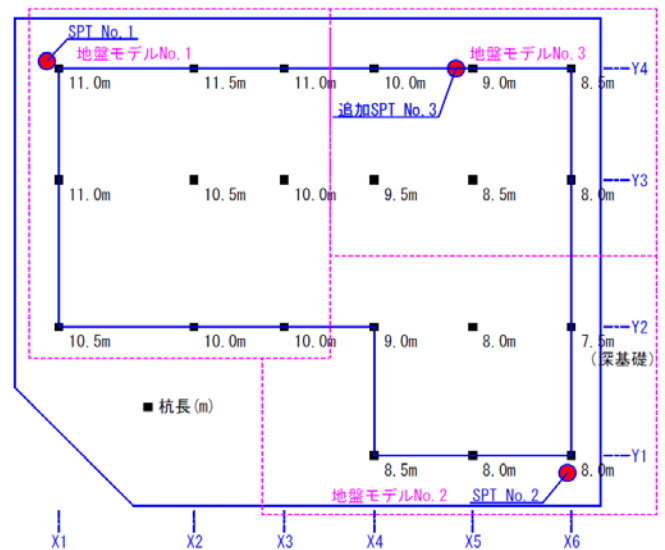 SPT No.1
地盤モデルNo.1
地盤モデルNo.3
11.0m 11.5m 11.0m 10.0m 9.0m 8.5m Y4
追加SPT No.3
11.0m 10.5m 10.0m 9.5m 8.5m 8.0m Y3
10.5m 10.0m 10.0m 9.0m 8.0m 7.5m Y2
(深基礎)
杭長(m)
8.5m 8.0m 8.0m Y1
地盤モデルNo.2 SPT No.2
X1 X2 X3 X4 X5 X6